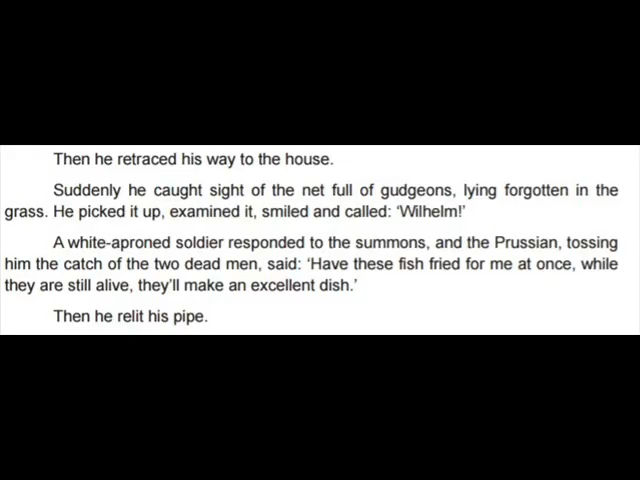 Then he retraced his way to the house.
Suddenly he caught sight of the net full of gudgeons, lying forgotten in the
grass. He picked it up, examined it, smiled and called: ‘Wilhelm!’
A white-aproned soldier responded to the summons, and the Prussian, tossing
him the catch of the two dead men, said: ‘Have these fish fried for me at once, while
they are still alive, they’ll make an excellent dish.’
Then he relit his pipe.